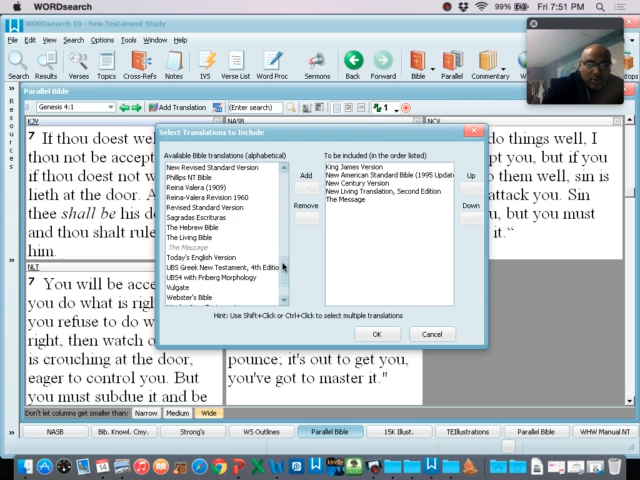 WORDsearch
99%
Fri 7:51 PM
WORDsearch 10 - New Testament Study
File Edit View Search Options Tools Window Help
Search Results Verses Topics Cross-Refs Notes IVS Verse List Word Proc Sermons Back Forward Bible Parallel Commentary
Parallel Bible
Resources
Genesis 4:1
Add Translation
(Enter search)
1
KJV
NASB
NCV
7 If thou doest
thou not be accept
if thou doest not w
lieth at the door. A
thee shall be his de
and thou shalt rule
him.
do things well, I
pt you, but if you
them well, sin is
attack you. Sin
you, but you must
it.“
NLT
7 You will be acce
you do what is righ
you refuse to do w
right, then watch o
is crouching at the
door, eager to
eager to control you. But
you must subdue it and be
pounce; it's out to get you,
you've got to master it."
Select Translations to Include
Available Bible translations (alphabetical)
New Revised Standard Version
Phillips NT Bible
Reina Valera (1909)
Reina-Valera Revision 1960
Revised Standard Version
Sagradas Escrituras
The Hebrew Bible
The Living Bible
The Message
Today's English Version
UBS Greek New Testament, 4th Editio
UBS4 with Friberg Morphology
Vulgate
Webster's Bible
Add
Remove
To be included (in the order listed)
King James Version
New American Standard Bible (1995 Update
New Century Version
New Living Translation, Second Edition
The Message
Up
Down
Hint: Use Shift+Click or Ctrl+Click to select multiple translations
OK
Cancel
Don't let columns get smaller than: Narrow Medium Wide
NASB Bib. Knowl. Cmy. Strong's WS Outlines Parallel Bible 15K Illust. TEIllustrations Parallel Bible WHW Manual NT